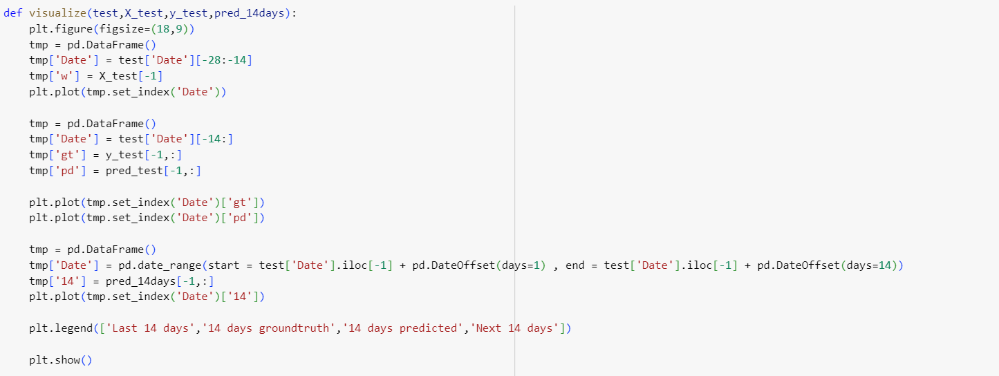 def visualize(test,X_test,y_test,pred_14days):
    plt.figure(figsize=(18,9))
    tmp = pd.DataFrame()
    tmp['Date'] = test['Date'][-28:-14]
    tmp['w'] = X_test[-1]
    plt.plot(tmp.set_index('Date'))

    tmp = pd.DataFrame()
    tmp['Date'] = test['Date'][-14:]
    tmp['gt'] = y_test[-1,:]
    tmp['pd'] = pred_test[-1,:]

    plt.plot(tmp.set_index('Date')['gt'])
    plt.plot(tmp.set_index('Date')['pd'])

    tmp = pd.DataFrame()
    tmp['Date'] = pd.date_range(start = test['Date'].iloc[-1] + pd.DateOffset(days=1) , end = test['Date'].iloc[-1] + pd.DateOffset(days=14))
    tmp['14'] = pred_14days[-1,:]
    plt.plot(tmp.set_index('Date')['14'])

    plt.legend(['Last 14 days','14 days groundtruth','14 days predicted','Next 14 days'])

    plt.show()